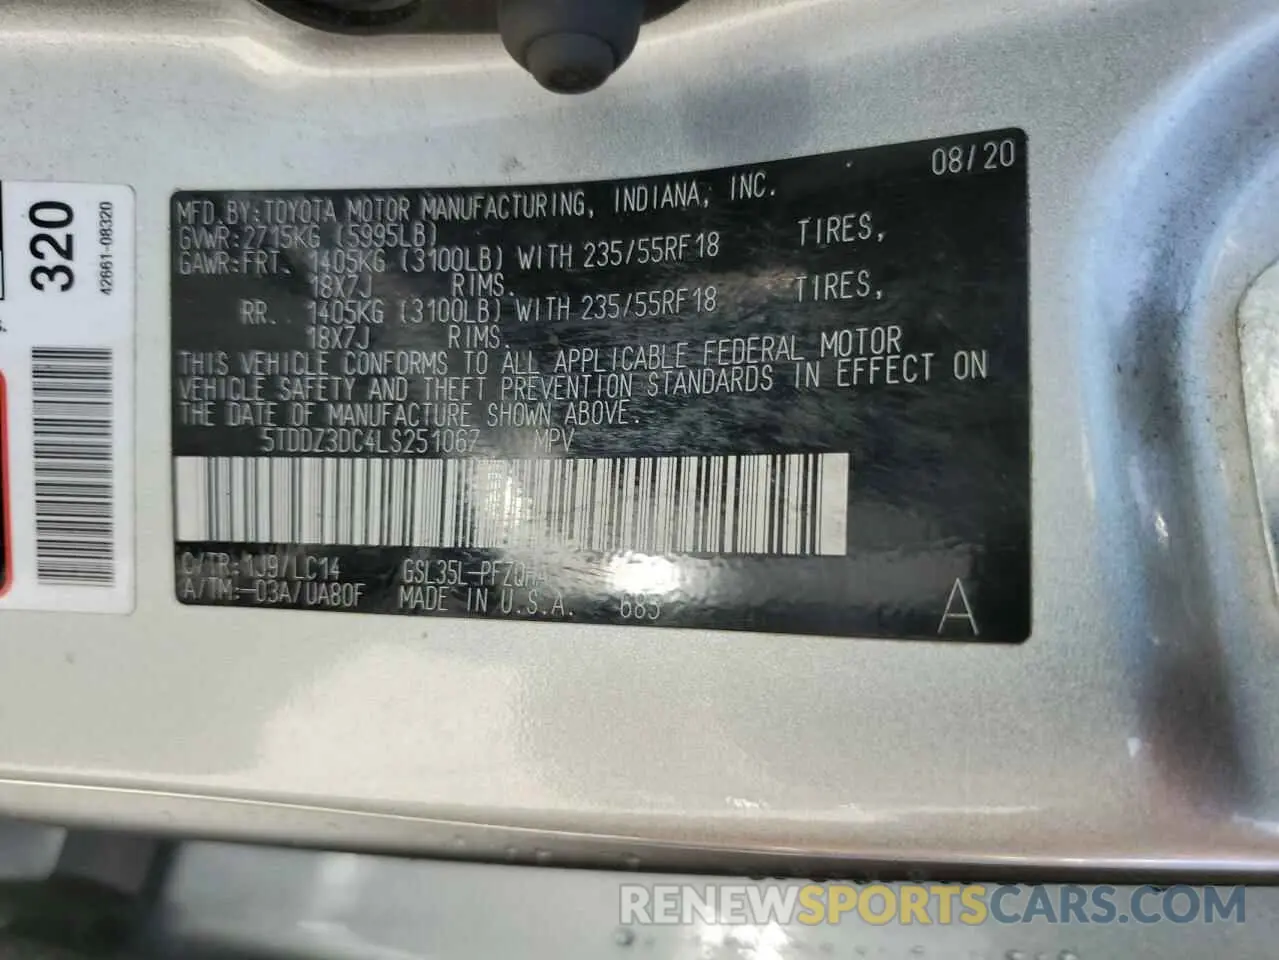 08/20
MFD.BY:TOYOTA MOTOR MANUFACTURING, INDIANA, INC.
GVWR:2715KG (5995LB)
GAWR:FRT. 1405KG (3100LB) WITH 235/55RF18 TIRES,
18X7J RIMS.
RR. 1405KG (3100LB) WITH 235/55RF18 TIRES,
18X7J RIMS.
THIS VEHICLE CONFORMS TO ALL APPLICABLE FEDERAL MOTOR
VEHICLE SAFETY AND THEFT PREVENTION STANDARDS IN EFFECT ON
THE DATE OF MANUFACTURE SHOWN ABOVE.
5TDDZ3DC4LS251067 MPV
C/TR:1J9/LC14
A/TM:-03A/UA80F MADE IN U.S.A. 685
A
320
42661-08320
RENEWSPORTSCARS.COM